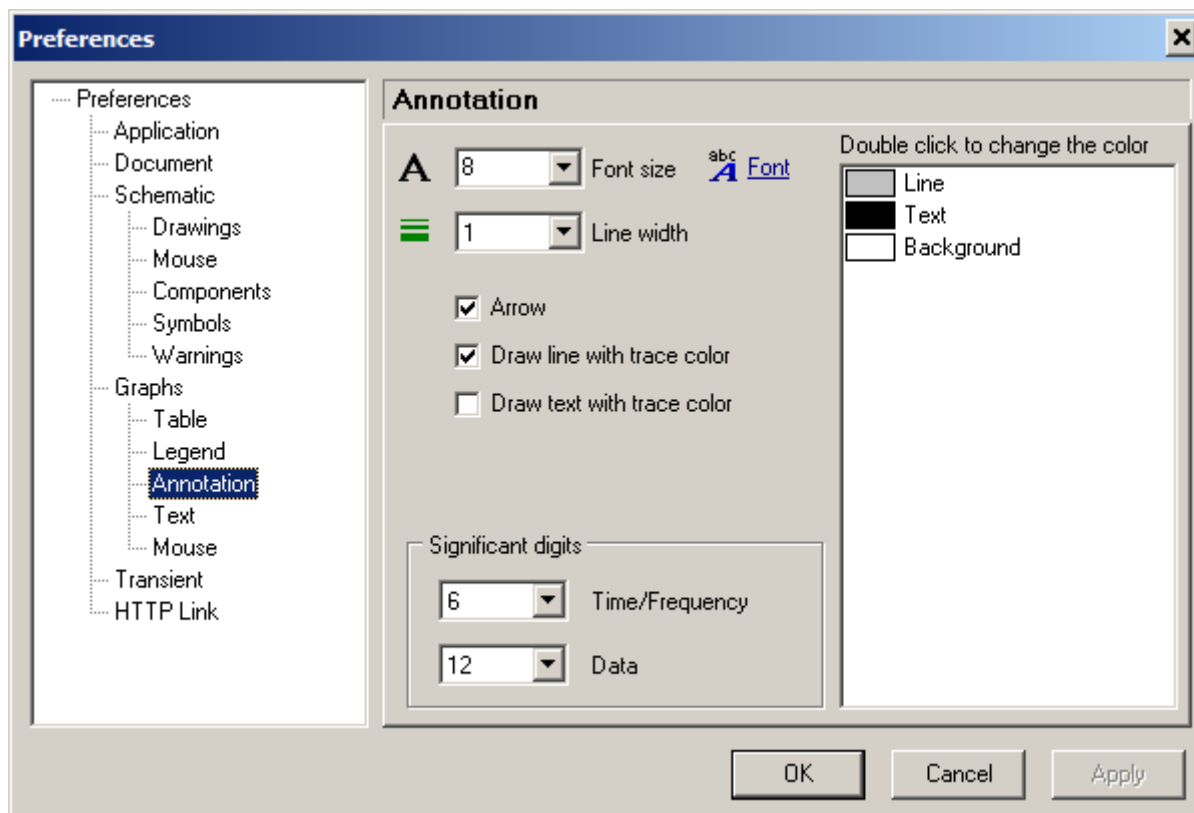 Preferences
Preferences
Application
Document
Schematic
Drawings
Mouse
Components
Symbols
Warnings
Graphs
Table
Legend
Annotation
Text
Mouse
Transient
HTTP Link
Annotation
A 8 Font size abc A Font
1 Line width
Arrow
Draw line with trace color
Draw text with trace color
Significant digits
6 Time/Frequency
12 Data
Double click to change the color
Line
Text
Background
OK Cancel Apply